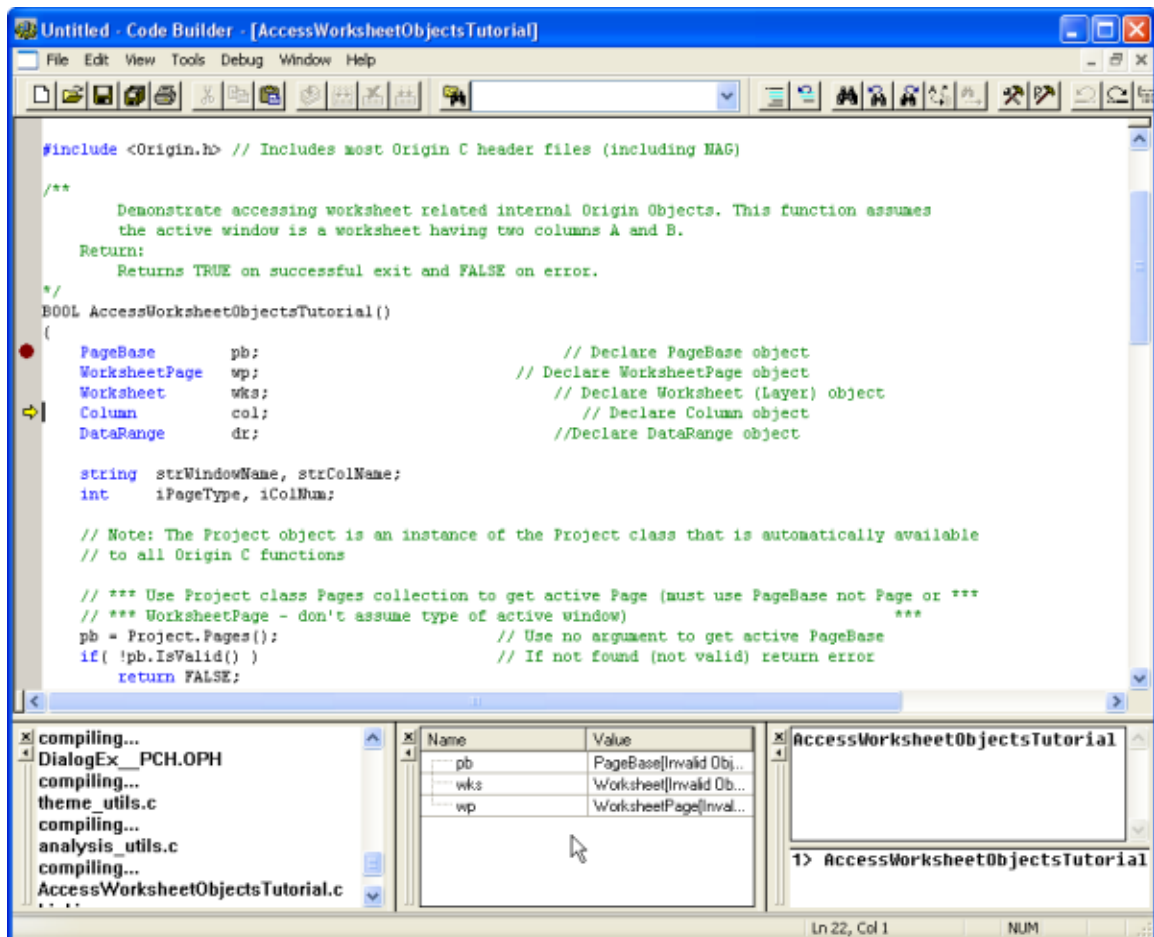 Untitled - Code Builder - [AccessWorksheetObjectsTutorial]
File Edit View Tools Debug Window Help
#include <Origin.h> // Includes most Origin C header files (including NAG)
/**
Demonstrate accessing worksheet related internal Origin Objects. This function assumes
the active window is a worksheet having two columns A and B.
Return:
Returns TRUE on successful exit and FALSE on error.
*/
BOOL AccessWorksheetObjectsTutorial()
{
PageBase pb; // Declare PageBase object
WorksheetPage wp; // Declare WorksheetPage object
Worksheet wks; // Declare Worksheet (Layer) object
Column col; // Declare Column object
DataRange dr; //Declare DataRange object
string strWindowName, strColName;
int iPageType, iColNum;
// Note: The Project object is an instance of the Project class that is automatically available
// to all Origin C functions
// *** Use Project class Pages collection to get active Page (must use PageBase not Page or ***
// *** WorksheetPage - don't assume type of active window) ***
pb = Project.Pages(); // Use no argument to get active PageBase
if( !pb.IsValid() ) // If not found (not valid) return error
return FALSE;
compiling...
DialogEx__PCH.OPH
compiling...
theme_utils.c
compiling...
analysis_utils.c
compiling...
AccessWorksheetObjectsTutorial.c
Name Value
pb PageBase[Invalid Obj...
wks Worksheet[Invalid Ob...
wp WorksheetPage[Inval...
AccessWorksheetObjectsTutorial
1> AccessWorksheetObjectsTutorial
Ln 22, Col 1 NUM